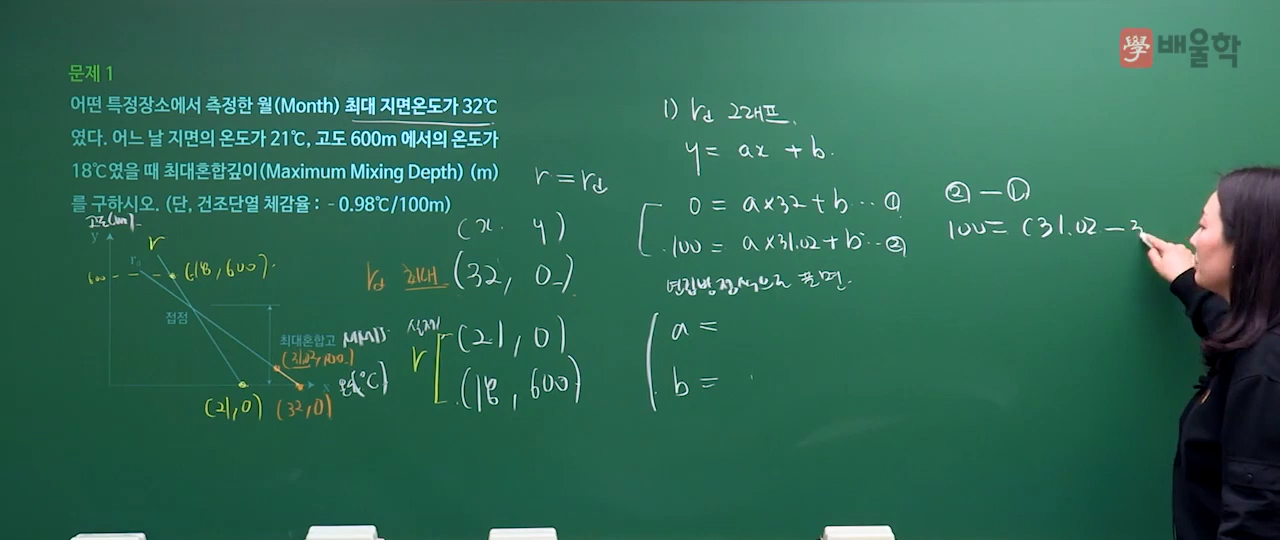 學 배울학
문제 1
어떤 특정장소에서 측정한 월(Month) 최대 지면온도가 32℃
였다. 어느 날 지면의 온도가 21℃, 고도 600m 에서의 온도가
18℃였을 때 최대혼합깊이(Maximum Mixing Depth) (m)
를 구하시오. (단, 건조단열 체감율 : - 0.98℃/100m)
고도(m)
y
r
rd
(18, 600)
접점
최대혼합고
MMD
(31.02, 100)
x
온도(℃)
(21, 0)
(32, 0)
r = rd
(x, y)
rd 최대 (32, 0)
실제
r
(21, 0)
(18, 600)
1) rd 그래프.
y = ax + b.
0 = a×32 + b ... ①
100 = a×31.02 + b ... ②
연립방정식으로 풀면.
a =
b =
② - ①
100 = (31.02 - 3